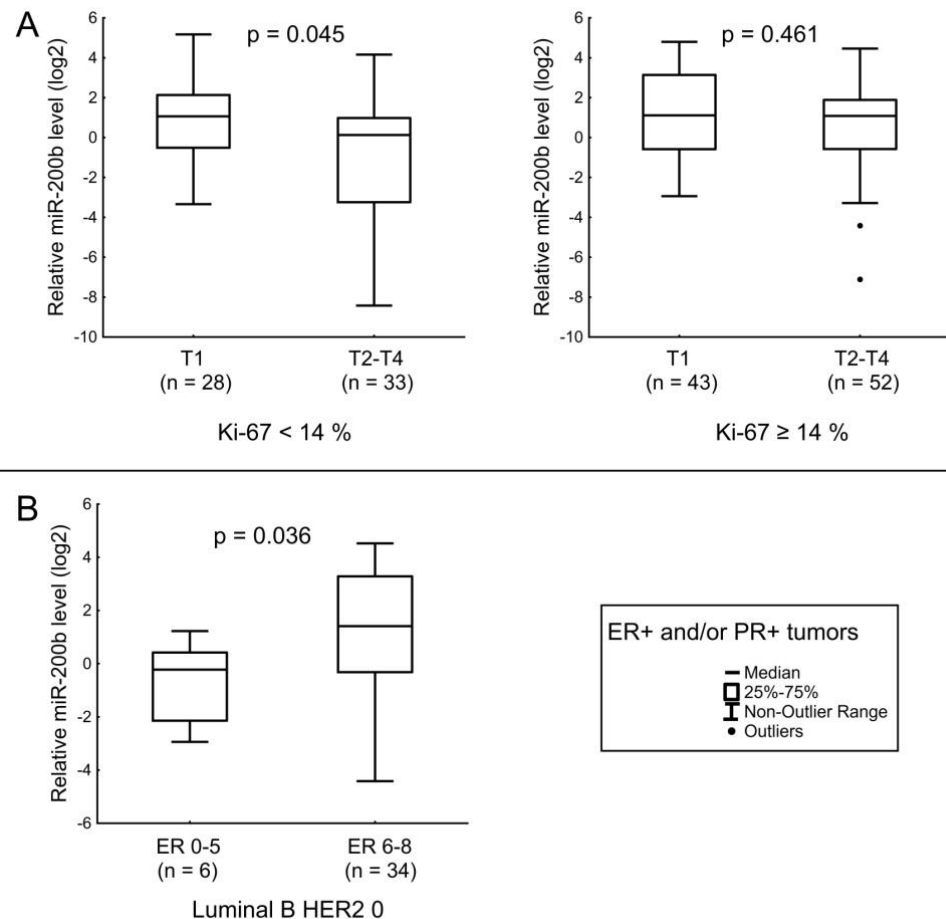 A
p = 0.045
Relative miR-200b level (log2)
6
4
2
0
-2
-4
-6
-8
-10
T1
(n = 28)
T2-T4
(n = 33)
Ki-67 < 14 %
p = 0.461
Relative miR-200b level (log2)
6
4
2
0
-2
-4
-6
-8
-10
T1
(n = 43)
T2-T4
(n = 52)
Ki-67 ≥ 14 %
B
p = 0.036
Relative miR-200b level (log2)
6
4
2
0
-2
-4
-6
ER 0-5
(n = 6)
ER 6-8
(n = 34)
Luminal B HER2 0
ER+ and/or PR+ tumors
Median
25%-75%
Non-Outlier Range
Outliers